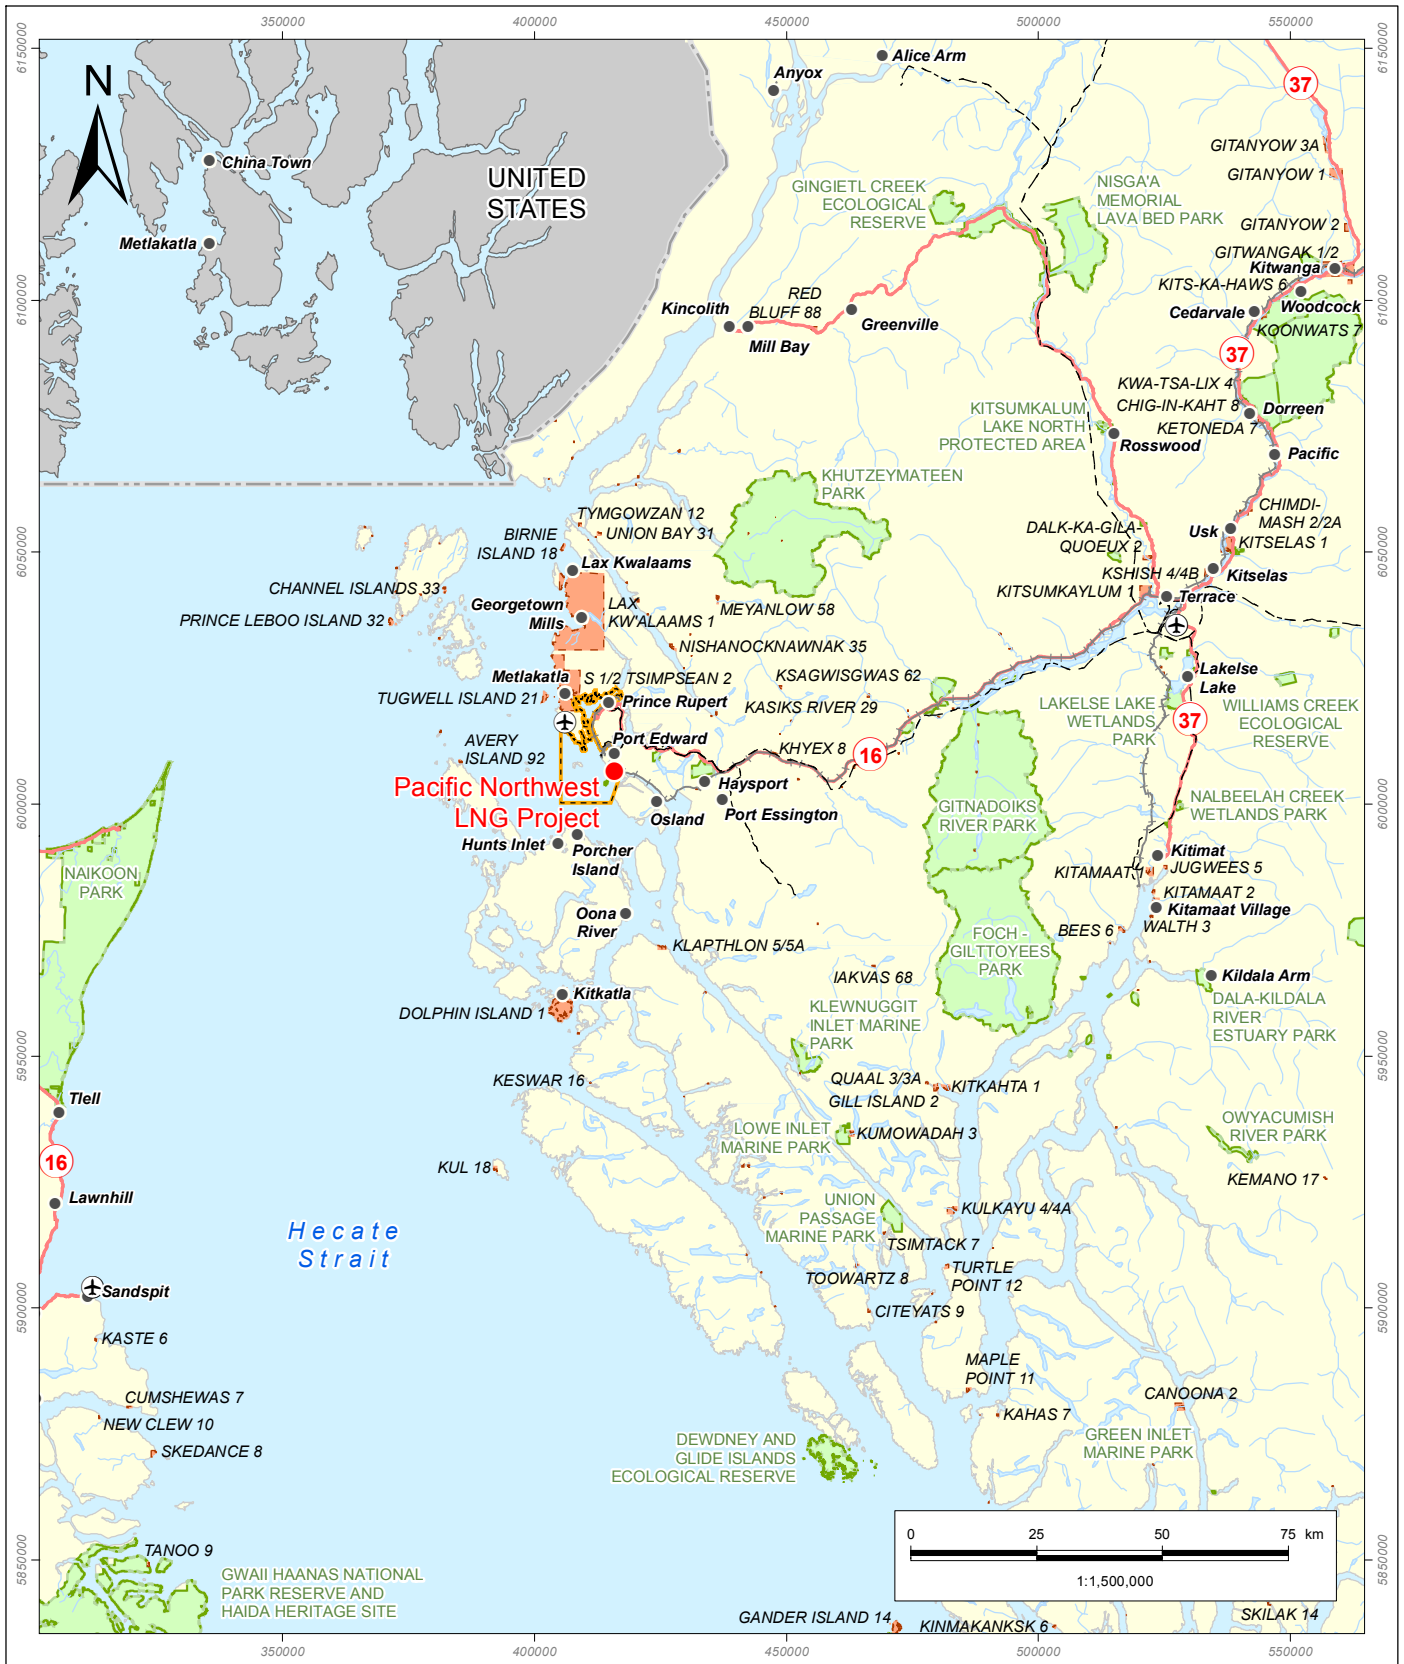 350000
400000
450000
500000
550000
6150000
6150000
N
Alice Arm
Anyox
37
China Town
UNITED
STATES
GITANYOW 3A
GITANYOW 1
GINGIETL CREEK
ECOLOGICAL
RESERVE
NISGA'A
MEMORIAL
LAVA BED PARK
GITANYOW 2
Metlakatla
GITWANGAK 1/2
Kitwanga
KITS-KA-HAWS 6
Woodcock
6100000
6100000
RED
BLUFF 88
Kincolith
Mill Bay
Greenville
Cedarvale
KOONWATS 7
37
KWA-TSA-LIX 4
CHIG-IN-KAHT 8
Dorreen
KETONEDA 7
KITSUMKALUM
LAKE NORTH
PROTECTED AREA
Rosswood
Pacific
KHUTZEYMATEEN
PARK
CHIMDI-
MASH 2/2A
TYMGOWZAN 12
UNION BAY 31
BIRNIE
ISLAND 18
DALK-KA-GILA-
QUOEUX 2
Usk
KITSELAS 1
6050000
6050000
Lax Kwalaams
KSHISH 4/4B
Kitselas
CHANNEL ISLANDS 33
KITSUMKAYLUM 1
Terrace
Georgetown
Mills
LAX
KW'ALAAMS 1
MEYANLOW 58
PRINCE LEBOO ISLAND 32
NISHANOCKNAWNAK 35
Metlakatla
S 1/2 TSIMPSEAN 2
KSAGWISGWAS 62
Lakelse
Lake
TUGWELL ISLAND 21
Prince Rupert
KASIKS RIVER 29
LAKELSE LAKE
WETLANDS
PARK
37
WILLIAMS CREEK
ECOLOGICAL
RESERVE
AVERY
ISLAND 92
Port Edward
KHYEX 8
16
Pacific Northwest
LNG Project
Haysport
Port Essington
Osland
GITNADOIKS
RIVER PARK
NALBEELAH CREEK
WETLANDS PARK
6000000
6000000
Hunts Inlet
Porcher
Island
Kitimat
JUGWEES 5
KITAMAAT 1
NAIKOON
PARK
KITAMAAT 2
Kitamaat Village
WALTH 3
Oona
River
BEES 6
FOCH -
GILTTOYEES
PARK
KLAPTHLON 5/5A
IAKVAS 68
Kildala Arm
Kitkatla
DOLPHIN ISLAND 1
KLEWNUGGIT
INLET MARINE
PARK
DALA-KILDALA
RIVER
ESTUARY PARK
5950000
5950000
KESWAR 16
QUAAL 3/3A
KITKAHTA 1
GILL ISLAND 2
Tlell
LOWE INLET
MARINE PARK
KUMOWADAH 3
OWYACUMISH
RIVER PARK
16
KUL 18
KEMANO 17
Lawnhill
UNION
PASSAGE
MARINE PARK
KULKAYU 4/4A
Hecate
Strait
TSIMTACK 7
TOOWARTZ 8
TURTLE
POINT 12
Sandspit
CITEYATS 9
5900000
5900000
KASTE 6
MAPLE
POINT 11
CUMSHEWAS 7
CANOONA 2
NEW CLEW 10
KAHAS 7
SKEDANCE 8
DEWDNEY AND
GLIDE ISLANDS
ECOLOGICAL RESERVE
GREEN INLET
MARINE PARK
0
25
50
75 km
1:1,500,000
TANOO 9
5850000
5850000
GWAII HAANAS NATIONAL
PARK RESERVE AND
HAIDA HERITAGE SITE
GANDER ISLAND 14
KINMAKANKSK 6
SKILAK 14
350000
400000
450000
500000
550000